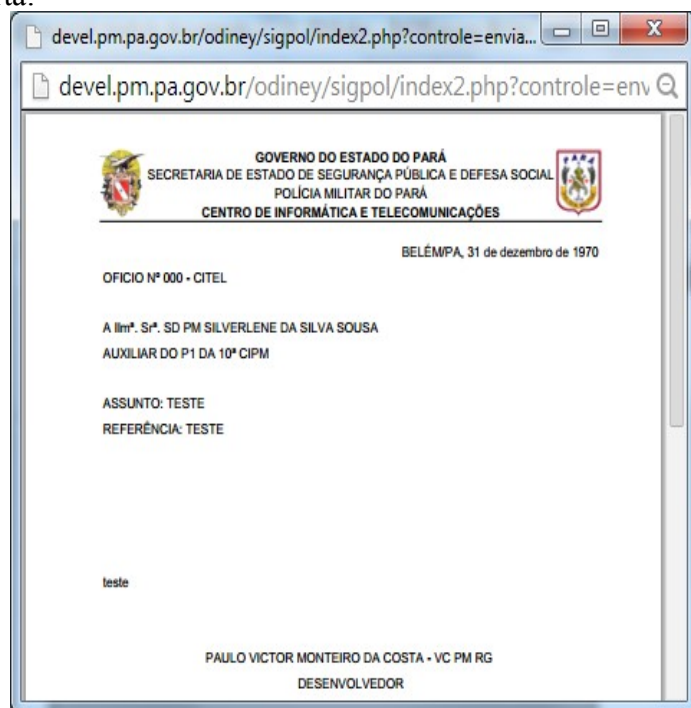 devel.pm.pa.gov.br/odiney/sigpol/index2.php?controle=envia...
devel.pm.pa.gov.br/odiney/sigpol/index2.php?controle=env
GOVERNO DO ESTADO DO PARÁ
SECRETARIA DE ESTADO DE SEGURANÇA PÚBLICA E DEFESA SOCIAL
POLÍCIA MILITAR DO PARÁ
CENTRO DE INFORMÁTICA E TELECOMUNICAÇÕES
BELÉM/PA, 31 de dezembro de 1970
OFICIO Nº 000 - CITEL
A Ilmª. Srª. SD PM SILVERLENE DA SILVA SOUSA
AUXILIAR DO P1 DA 10ª CIPM
ASSUNTO: TESTE
REFERÊNCIA: TESTE
teste
PAULO VICTOR MONTEIRO DA COSTA - VC PM RG
DESENVOLVEDOR